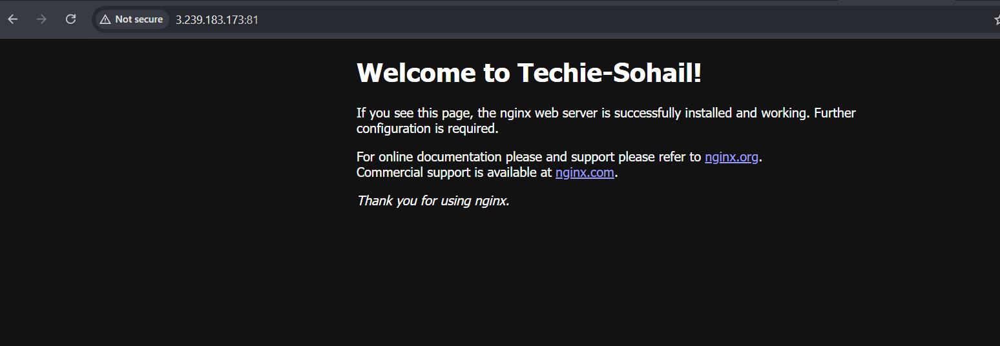 Not secure 3.239.183.173:81
Welcome to Techie-Sohail!
If you see this page, the nginx web server is successfully installed and working. Further
configuration is required.
For online documentation please and support please refer to nginx.org.
Commercial support is available at nginx.com.
Thank you for using nginx.